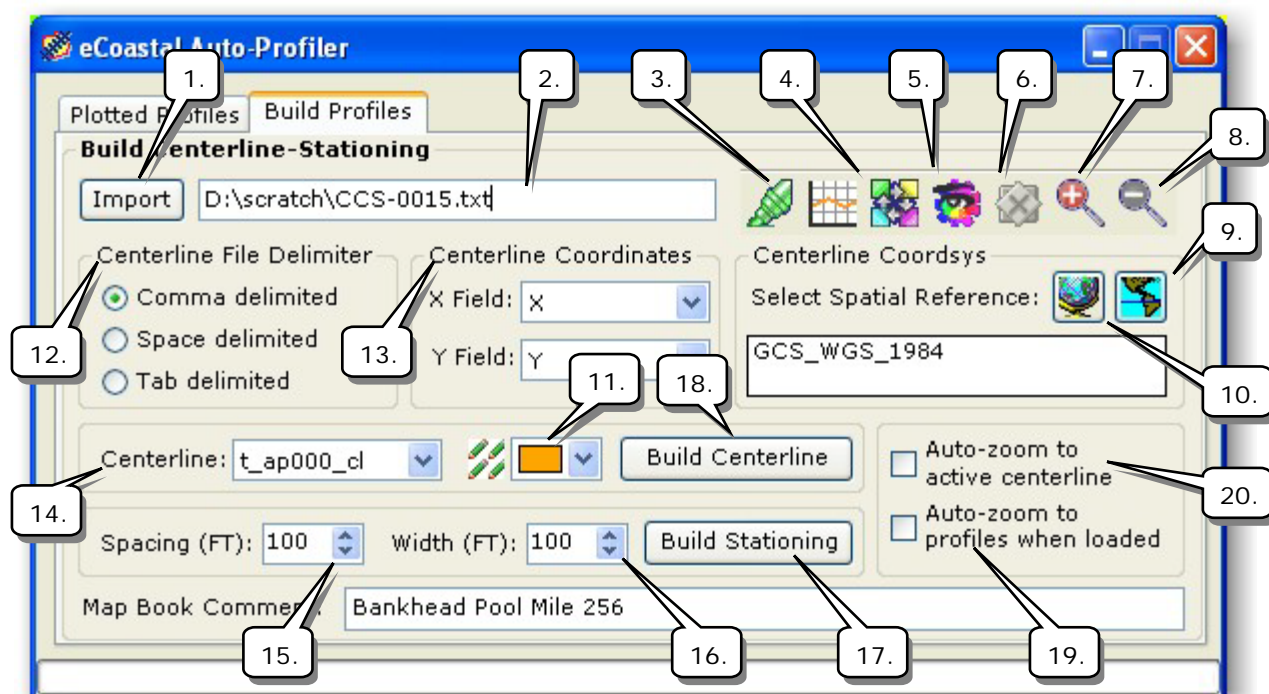 eCoastal Auto-Profiler
1. 2. 3. 4. 5. 6. 7. 8.
Plotted Profiles Build Profiles
Build Centerline-Stationing
Import D:\scratch\CCS-0015.txt
9.
Centerline File Delimiter Centerline Coordinates Centerline Coordsys
Comma delimited X Field: X Select Spatial Reference:
Space delimited
12. 13. Y Field: Y GCS_WGS_1984
Tab delimited 11. 18. 10.
Centerline: t_ap000_cl Build Centerline Auto-zoom to
active centerline
14. 20.
Spacing (FT): 100 Width (FT): 100 Build Stationing Auto-zoom to
profiles when loaded
Map Book Comment: Bankhead Pool Mile 256
15. 16. 17. 19.